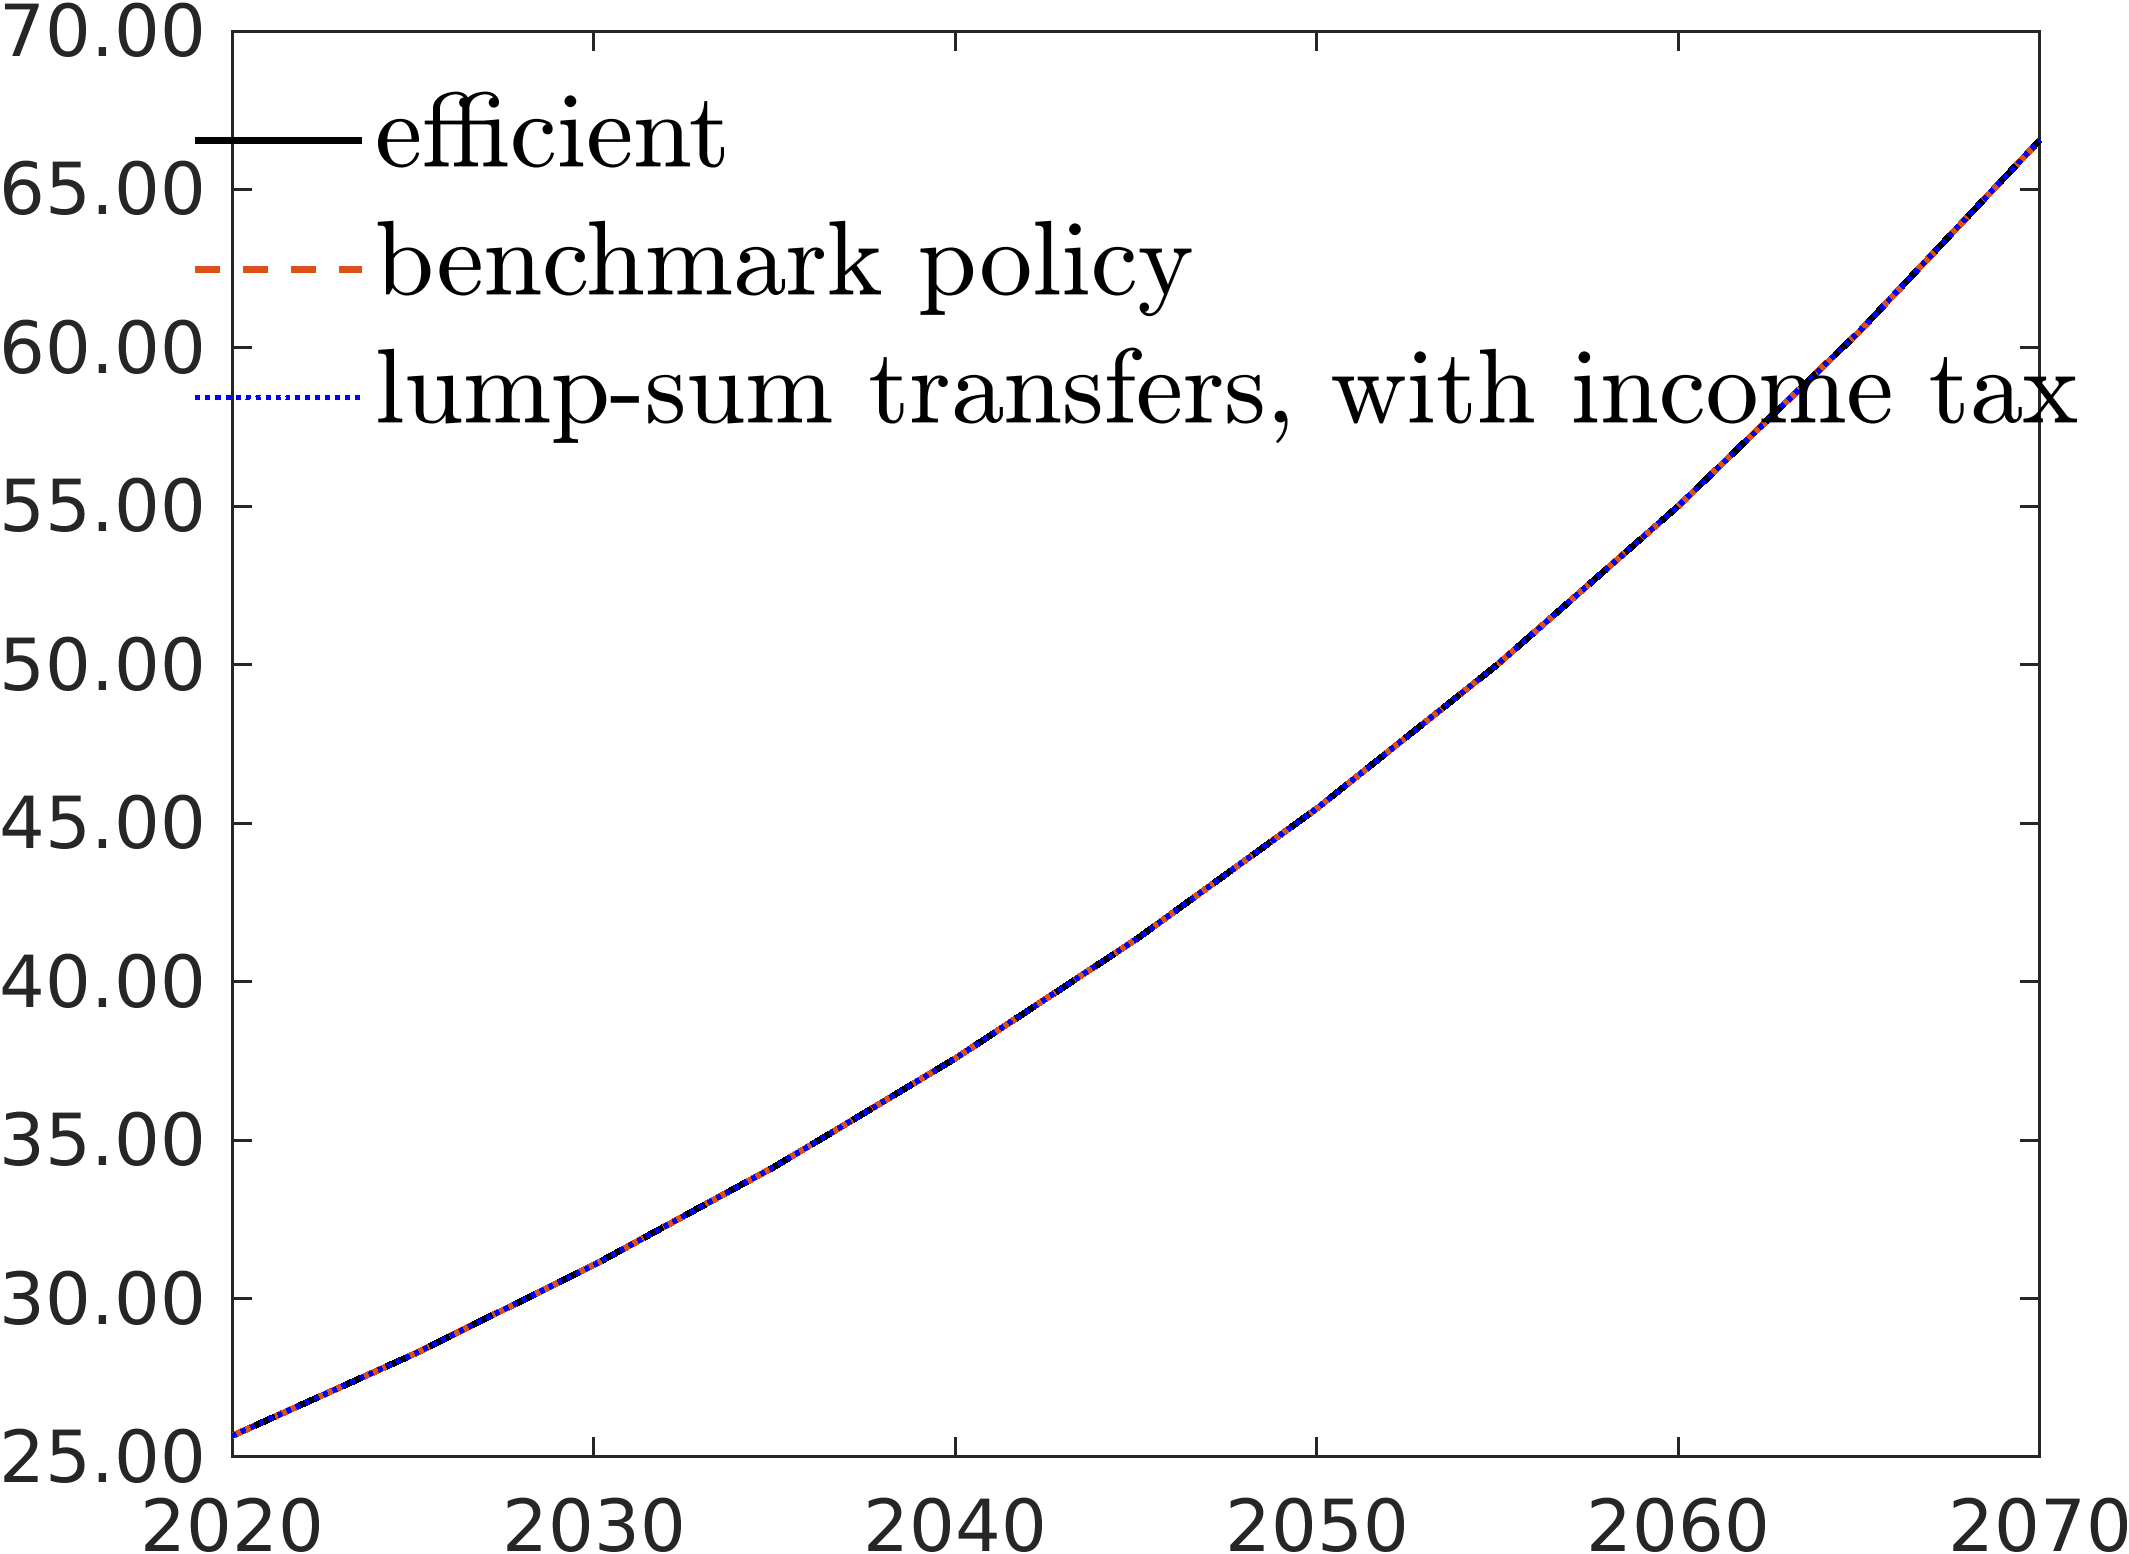 70.00
efficient
65.00
benchmark policy
60.00
lump-sum transfers, with income tax
55.00
50.00
45.00
40.00
35.00
30.00
25.00
2020 2030 2040 2050 2060 2070